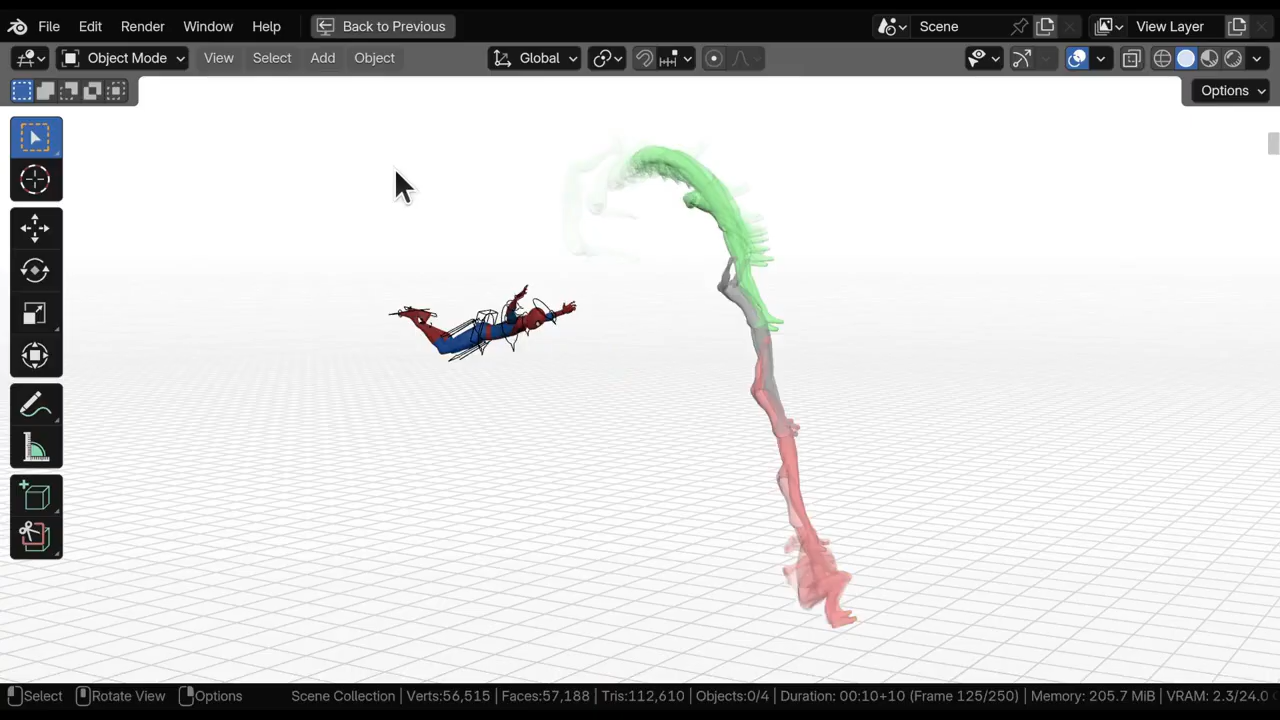 File Edit Render Window Help Back to Previous Scene View Layer
Object Mode View Select Add Object Global
Options
Select Rotate View Options Scene Collection | Verts:56,515 | Faces:57,188 | Tris:112,610 | Objects:0/4 | Duration: 00:10+10 (Frame 125/250) | Memory: 205.7 MiB | VRAM: 2.3/24.0